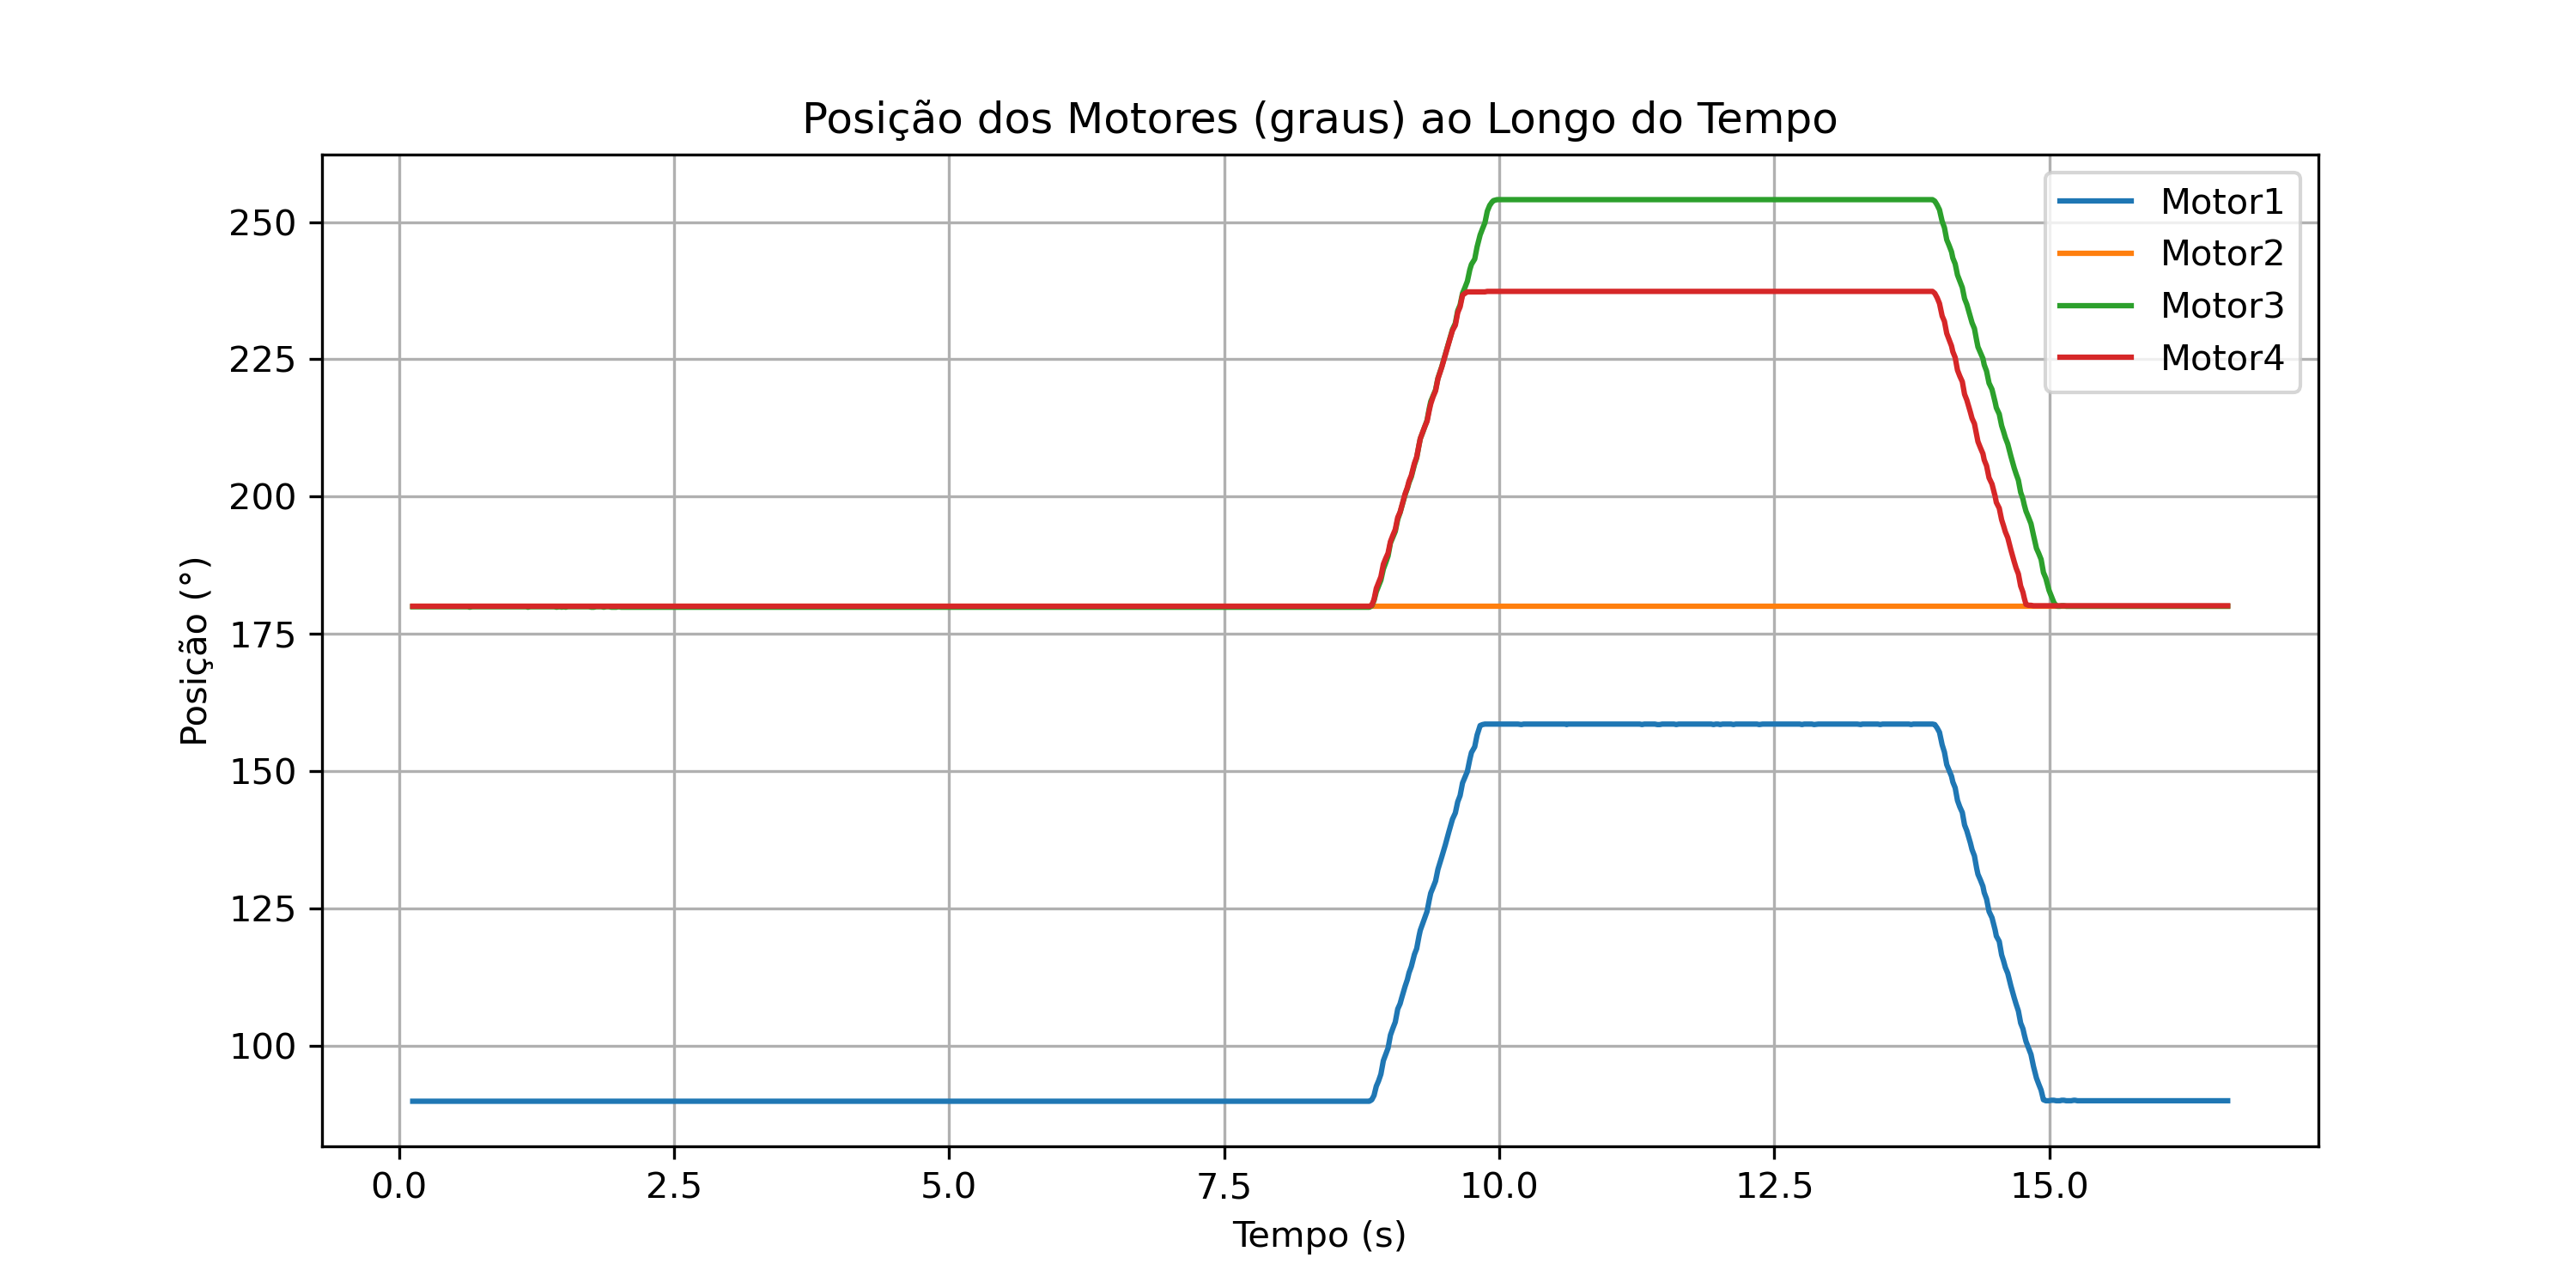 Posição dos Motores (graus) ao Longo do Tempo
Motor1
Motor2
Motor3
Motor4
Posição (°)
250
225
200
175
150
125
100
0.0 2.5 5.0 7.5 10.0 12.5 15.0
Tempo (s)